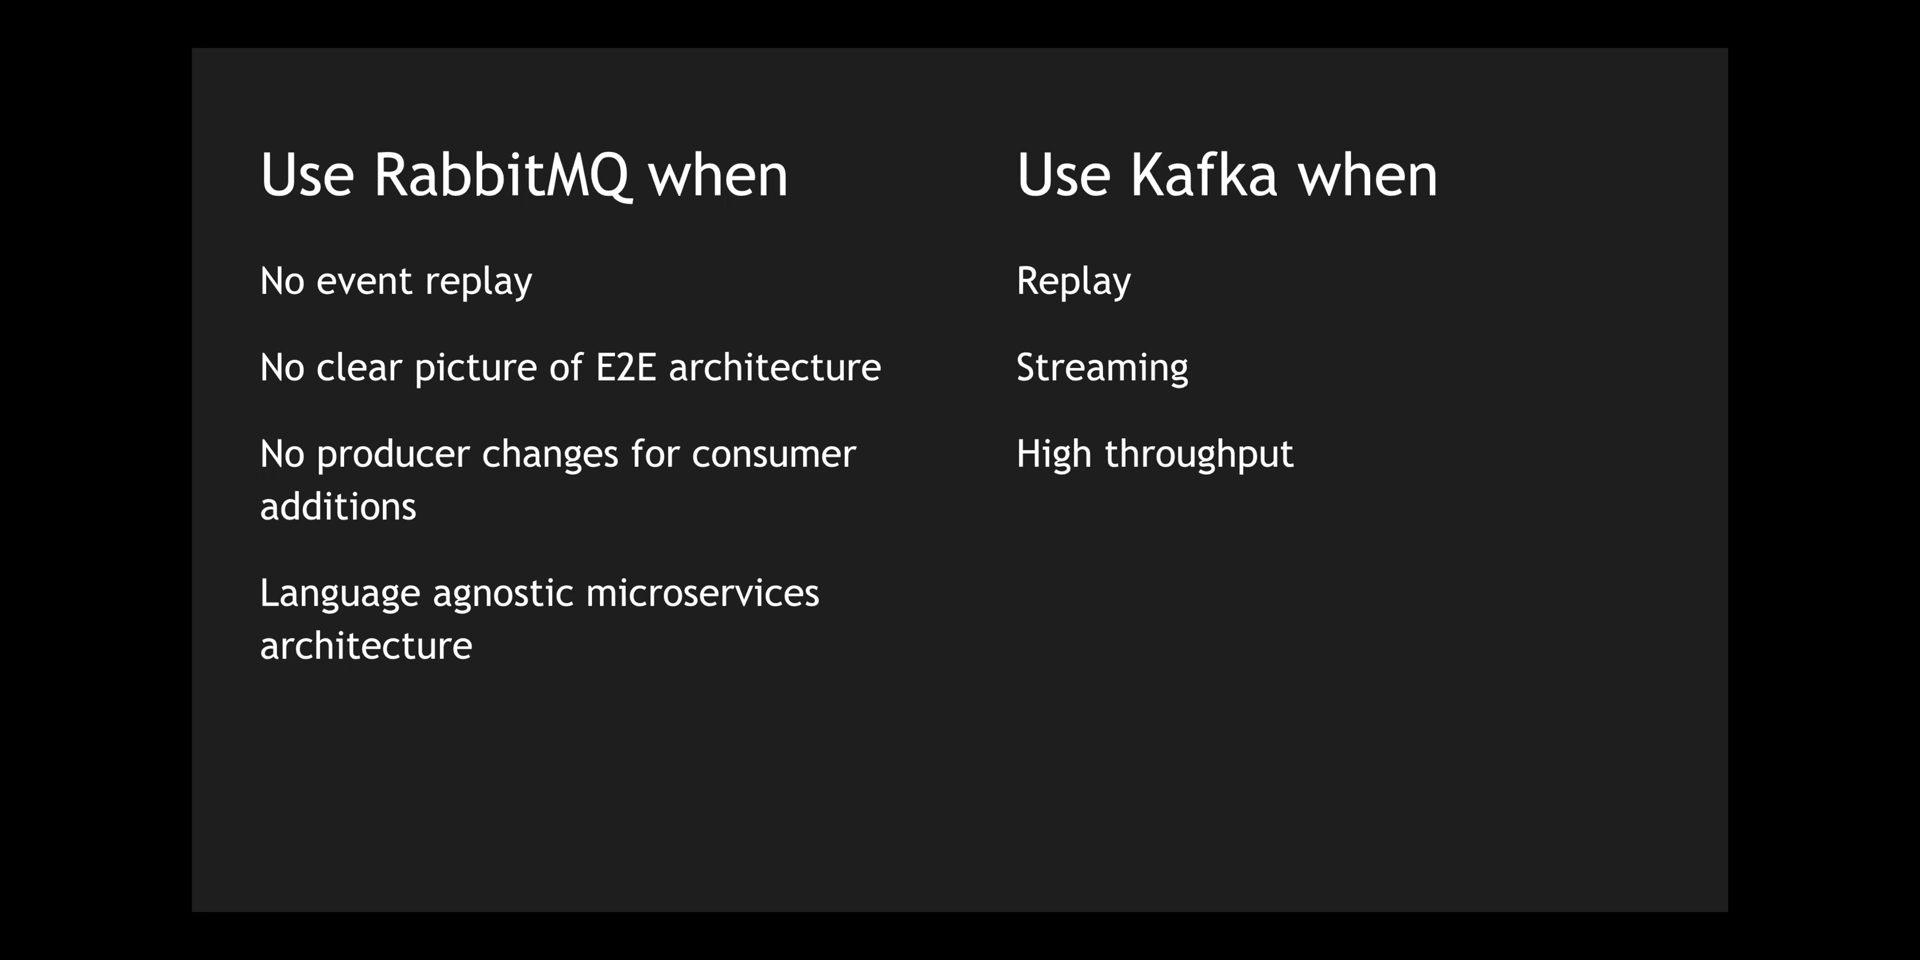 Use RabbitMQ when
No event replay
No clear picture of E2E architecture
No producer changes for consumer
additions
Language agnostic microservices
architecture
Use Kafka when
Replay
Streaming
High throughput